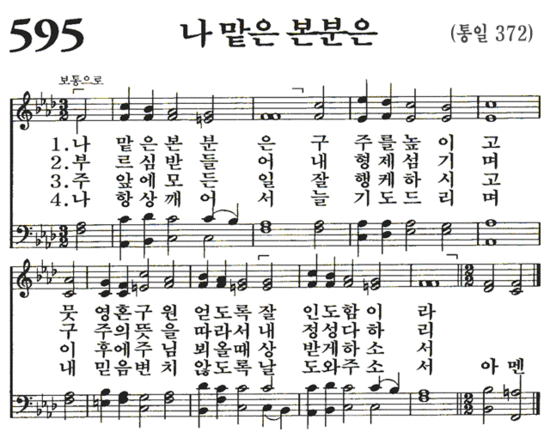 595 나 맡은 본분은 (통일 372)
보통으로
1.나 맡은본 분 은 구 주를높 이 고
2.부 르심받 들 어 내 형제섬 기 며
3.주 앞에모 든 일 잘 행케하 시 고
4.나 항상깨 어 서 늘 기도드 리 며
뭇 영혼구 원 얻도록잘 인도함이 라
구 주의뜻 을 따라서내 정성다하 리
이 후에주 님 뵈올때상 받게하소 서
내 믿음변 치 않도록날 도와주소 서 아멘